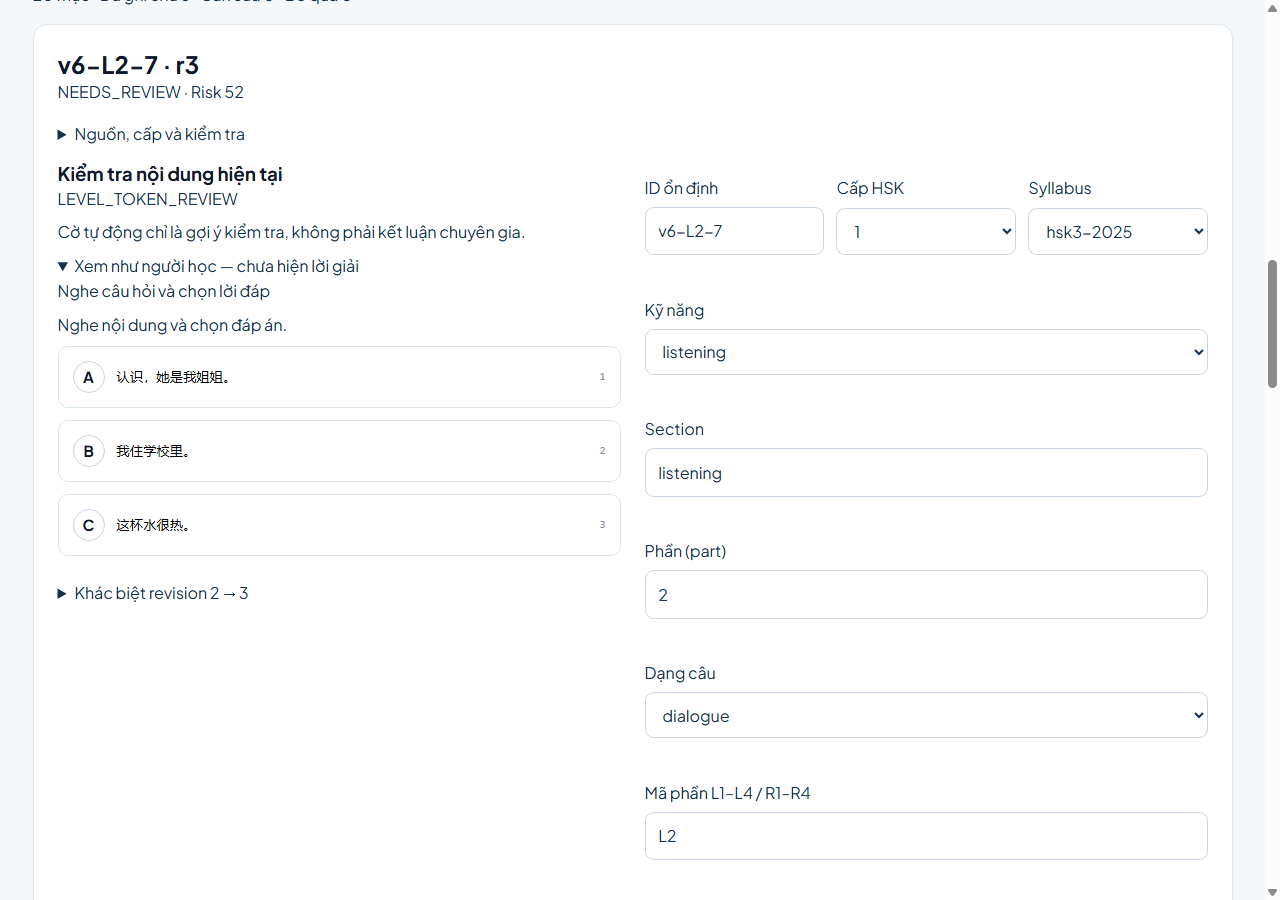 v6-L2-7 · r3
NEEDS_REVIEW · Risk 52
▶ Nguồn, cấp và kiểm tra
Kiểm tra nội dung hiện tại
LEVEL_TOKEN_REVIEW
Cờ tự động chỉ là gợi ý kiểm tra, không phải kết luận chuyên gia.
▼ Xem như người học — chưa hiện lời giải
Nghe câu hỏi và chọn lời đáp
Nghe nội dung và chọn đáp án.
A 认识，她是我姐姐。 1
B 我住学校里。 2
C 这杯水很热。 3
▶ Khác biệt revision 2 → 3
ID ổn định
v6-L2-7
Cấp HSK
1
Syllabus
hsk3-2025
Kỹ năng
listening
Section
listening
Phần (part)
2
Dạng câu
dialogue
Mã phần L1-L4 / R1-R4
L2